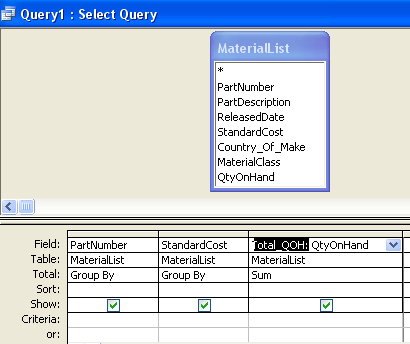 Query1 : Select Query
MaterialList
*
PartNumber
PartDescription
ReleasedDate
StandardCost
Country_Of_Make
MaterialClass
QtyOnHand
Field: PartNumber StandardCost Total_QOH: QtyOnHand
Table: MaterialList MaterialList MaterialList
Total: Group By Group By Sum
Sort:
Show:
Criteria:
or: